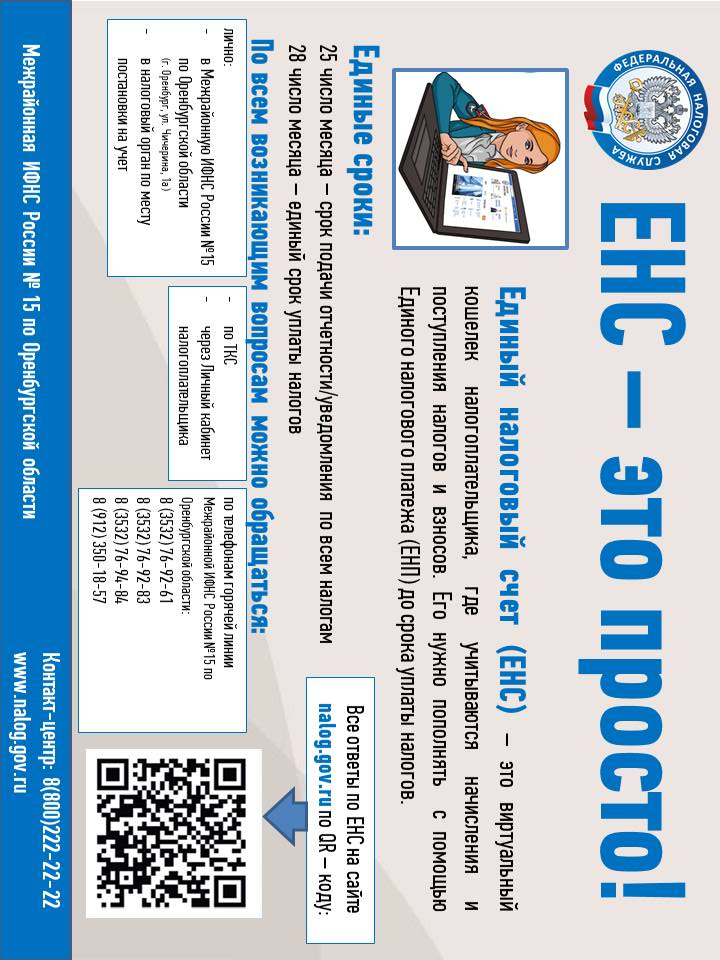 ФЕДЕРАЛЬНАЯ НАЛОГОВАЯ СЛУЖБА
ЕНС – это просто!
Единый налоговый счет (ЕНС) – это виртуальный
кошелек налогоплательщика, где учитываются начисления и
поступления налогов и взносов. Его нужно пополнять с помощью
Единого налогового платежа (ЕНП) до срока уплаты налогов.
Единые сроки:
25 число месяца – срок подачи отчетности/уведомления по всем налогам
28 число месяца – единый срок уплаты налогов
Все ответы по ЕНС на сайте
nalog.gov.ru по QR – коду:
По всем возникающим вопросам можно обращаться:
лично:
- в Межрайонную ИФНС России №15
по Оренбургской области
(г. Оренбург, ул. Чичерина, 1а)
- в налоговый орган по месту
постановки на учет
- по ТКС
- через Личный кабинет
налогоплательщика
по телефонам горячей линии
Межрайонной ИФНС России №15 по
Оренбургской области:
8 (3532) 76-92-61
8 (3532) 76-92-83
8 (3532) 76-94-84
8 (912) 350-18-57
Межрайонная ИФНС России № 15 по Оренбургской области
Контакт-центр: 8(800)222-22-22
www.nalog.gov.ru